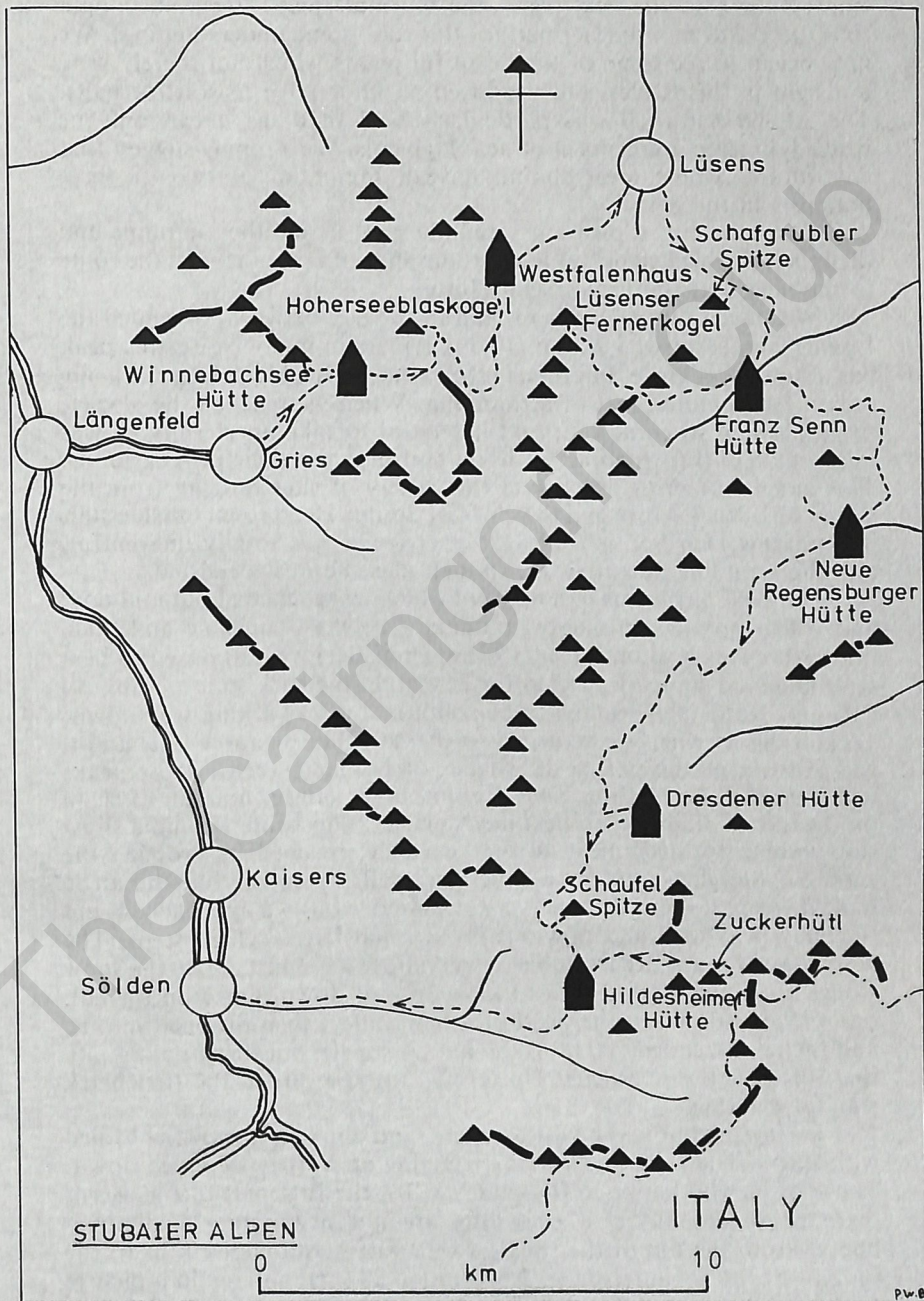 Lüsens
Schafgrubler
Spitze
Westfalenhaus
Lüsenser
Fernerkogel
Hoherseeblaskogel
Winnebachsee
Hütte
Längenfeld
Gries
Franz Senn
Hütte
Neue
Regensburger
Hütte
Dresdener Hütte
Kaisers
Schaufel
Spitze
Zuckerhütl
Sölden
Hildesheimer
Hütte
ITALY
STUBAIER ALPEN
0
km
10
The Cairngorm Club